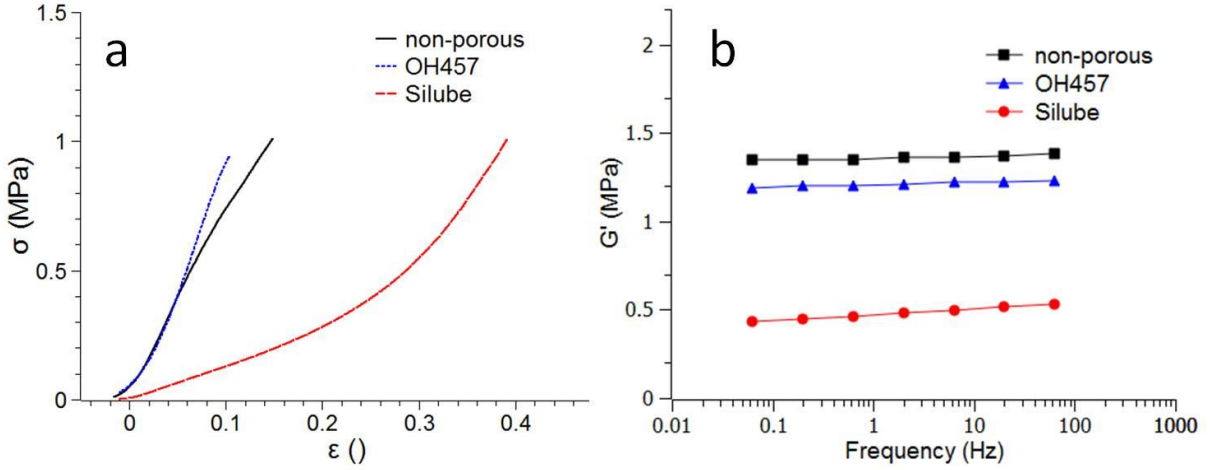 a
non-porous
OH457
Silube
1.5
1
0.5
0
σ (MPa)
0
0.1
0.2
0.3
0.4
ε ()
b
non-porous
OH457
Silube
2
1.5
1
0.5
0
G' (MPa)
0.01
0.1
1
10
100
1000
Frequency (Hz)